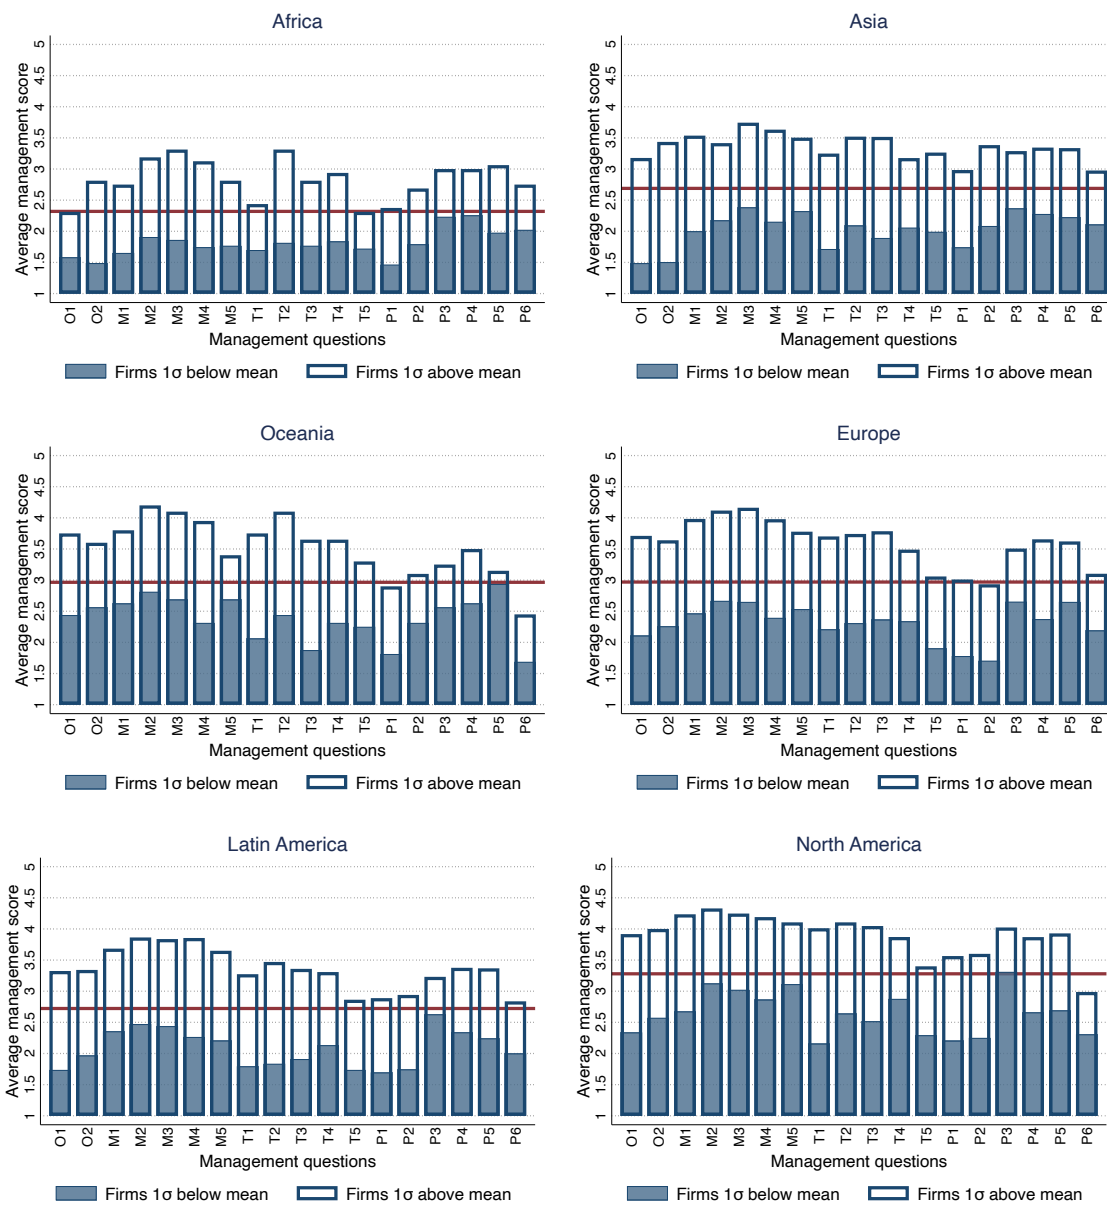 Africa
Average management score
5
4.5
4
3.5
3
2.5
2
1.5
1
O1 O2 M1 M2 M3 M4 M5 T1 T2 T3 T4 T5 P1 P2 P3 P4 P5 P6
Management questions
Firms 1σ below mean Firms 1σ above mean
Asia
Average management score
5
4.5
4
3.5
3
2.5
2
1.5
1
O1 O2 M1 M2 M3 M4 M5 T1 T2 T3 T4 T5 P1 P2 P3 P4 P5 P6
Management questions
Firms 1σ below mean Firms 1σ above mean
Oceania
Average management score
5
4.5
4
3.5
3
2.5
2
1.5
1
O1 O2 M1 M2 M3 M4 M5 T1 T2 T3 T4 T5 P1 P2 P3 P4 P5 P6
Management questions
Firms 1σ below mean Firms 1σ above mean
Europe
Average management score
5
4.5
4
3.5
3
2.5
2
1.5
1
O1 O2 M1 M2 M3 M4 M5 T1 T2 T3 T4 T5 P1 P2 P3 P4 P5 P6
Management questions
Firms 1σ below mean Firms 1σ above mean
Latin America
Average management score
5
4.5
4
3.5
3
2.5
2
1.5
1
O1 O2 M1 M2 M3 M4 M5 T1 T2 T3 T4 T5 P1 P2 P3 P4 P5 P6
Management questions
Firms 1σ below mean Firms 1σ above mean
North America
Average management score
5
4.5
4
3.5
3
2.5
2
1.5
1
O1 O2 M1 M2 M3 M4 M5 T1 T2 T3 T4 T5 P1 P2 P3 P4 P5 P6
Management questions
Firms 1σ below mean Firms 1σ above mean